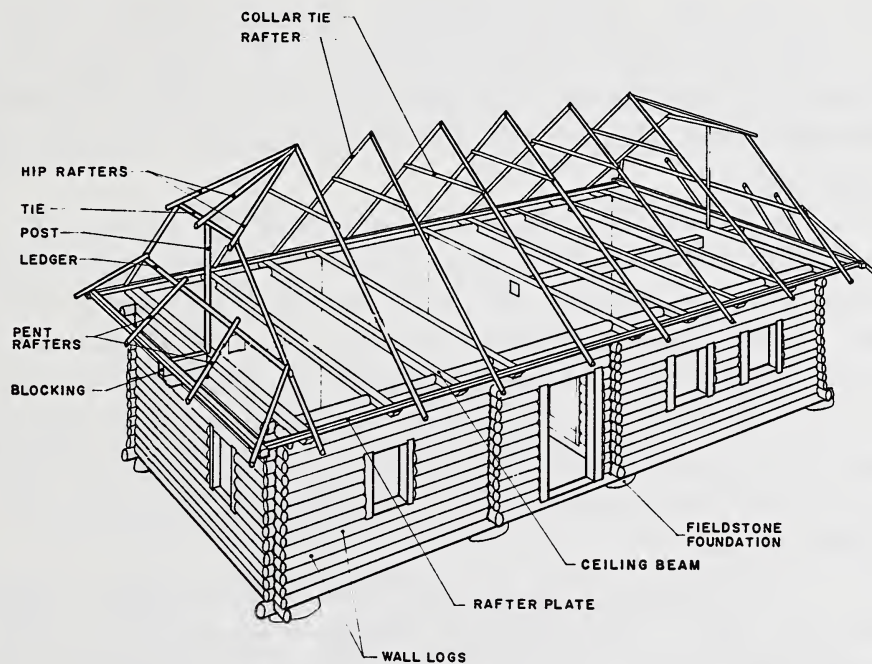 COLLAR TIE
RAFTER
HIP RAFTERS
TIE
POST
LEDGER
PENT
RAFTERS
BLOCKING
FIELDSTONE
FOUNDATION
CEILING BEAM
RAFTER PLATE
WALL LOGS